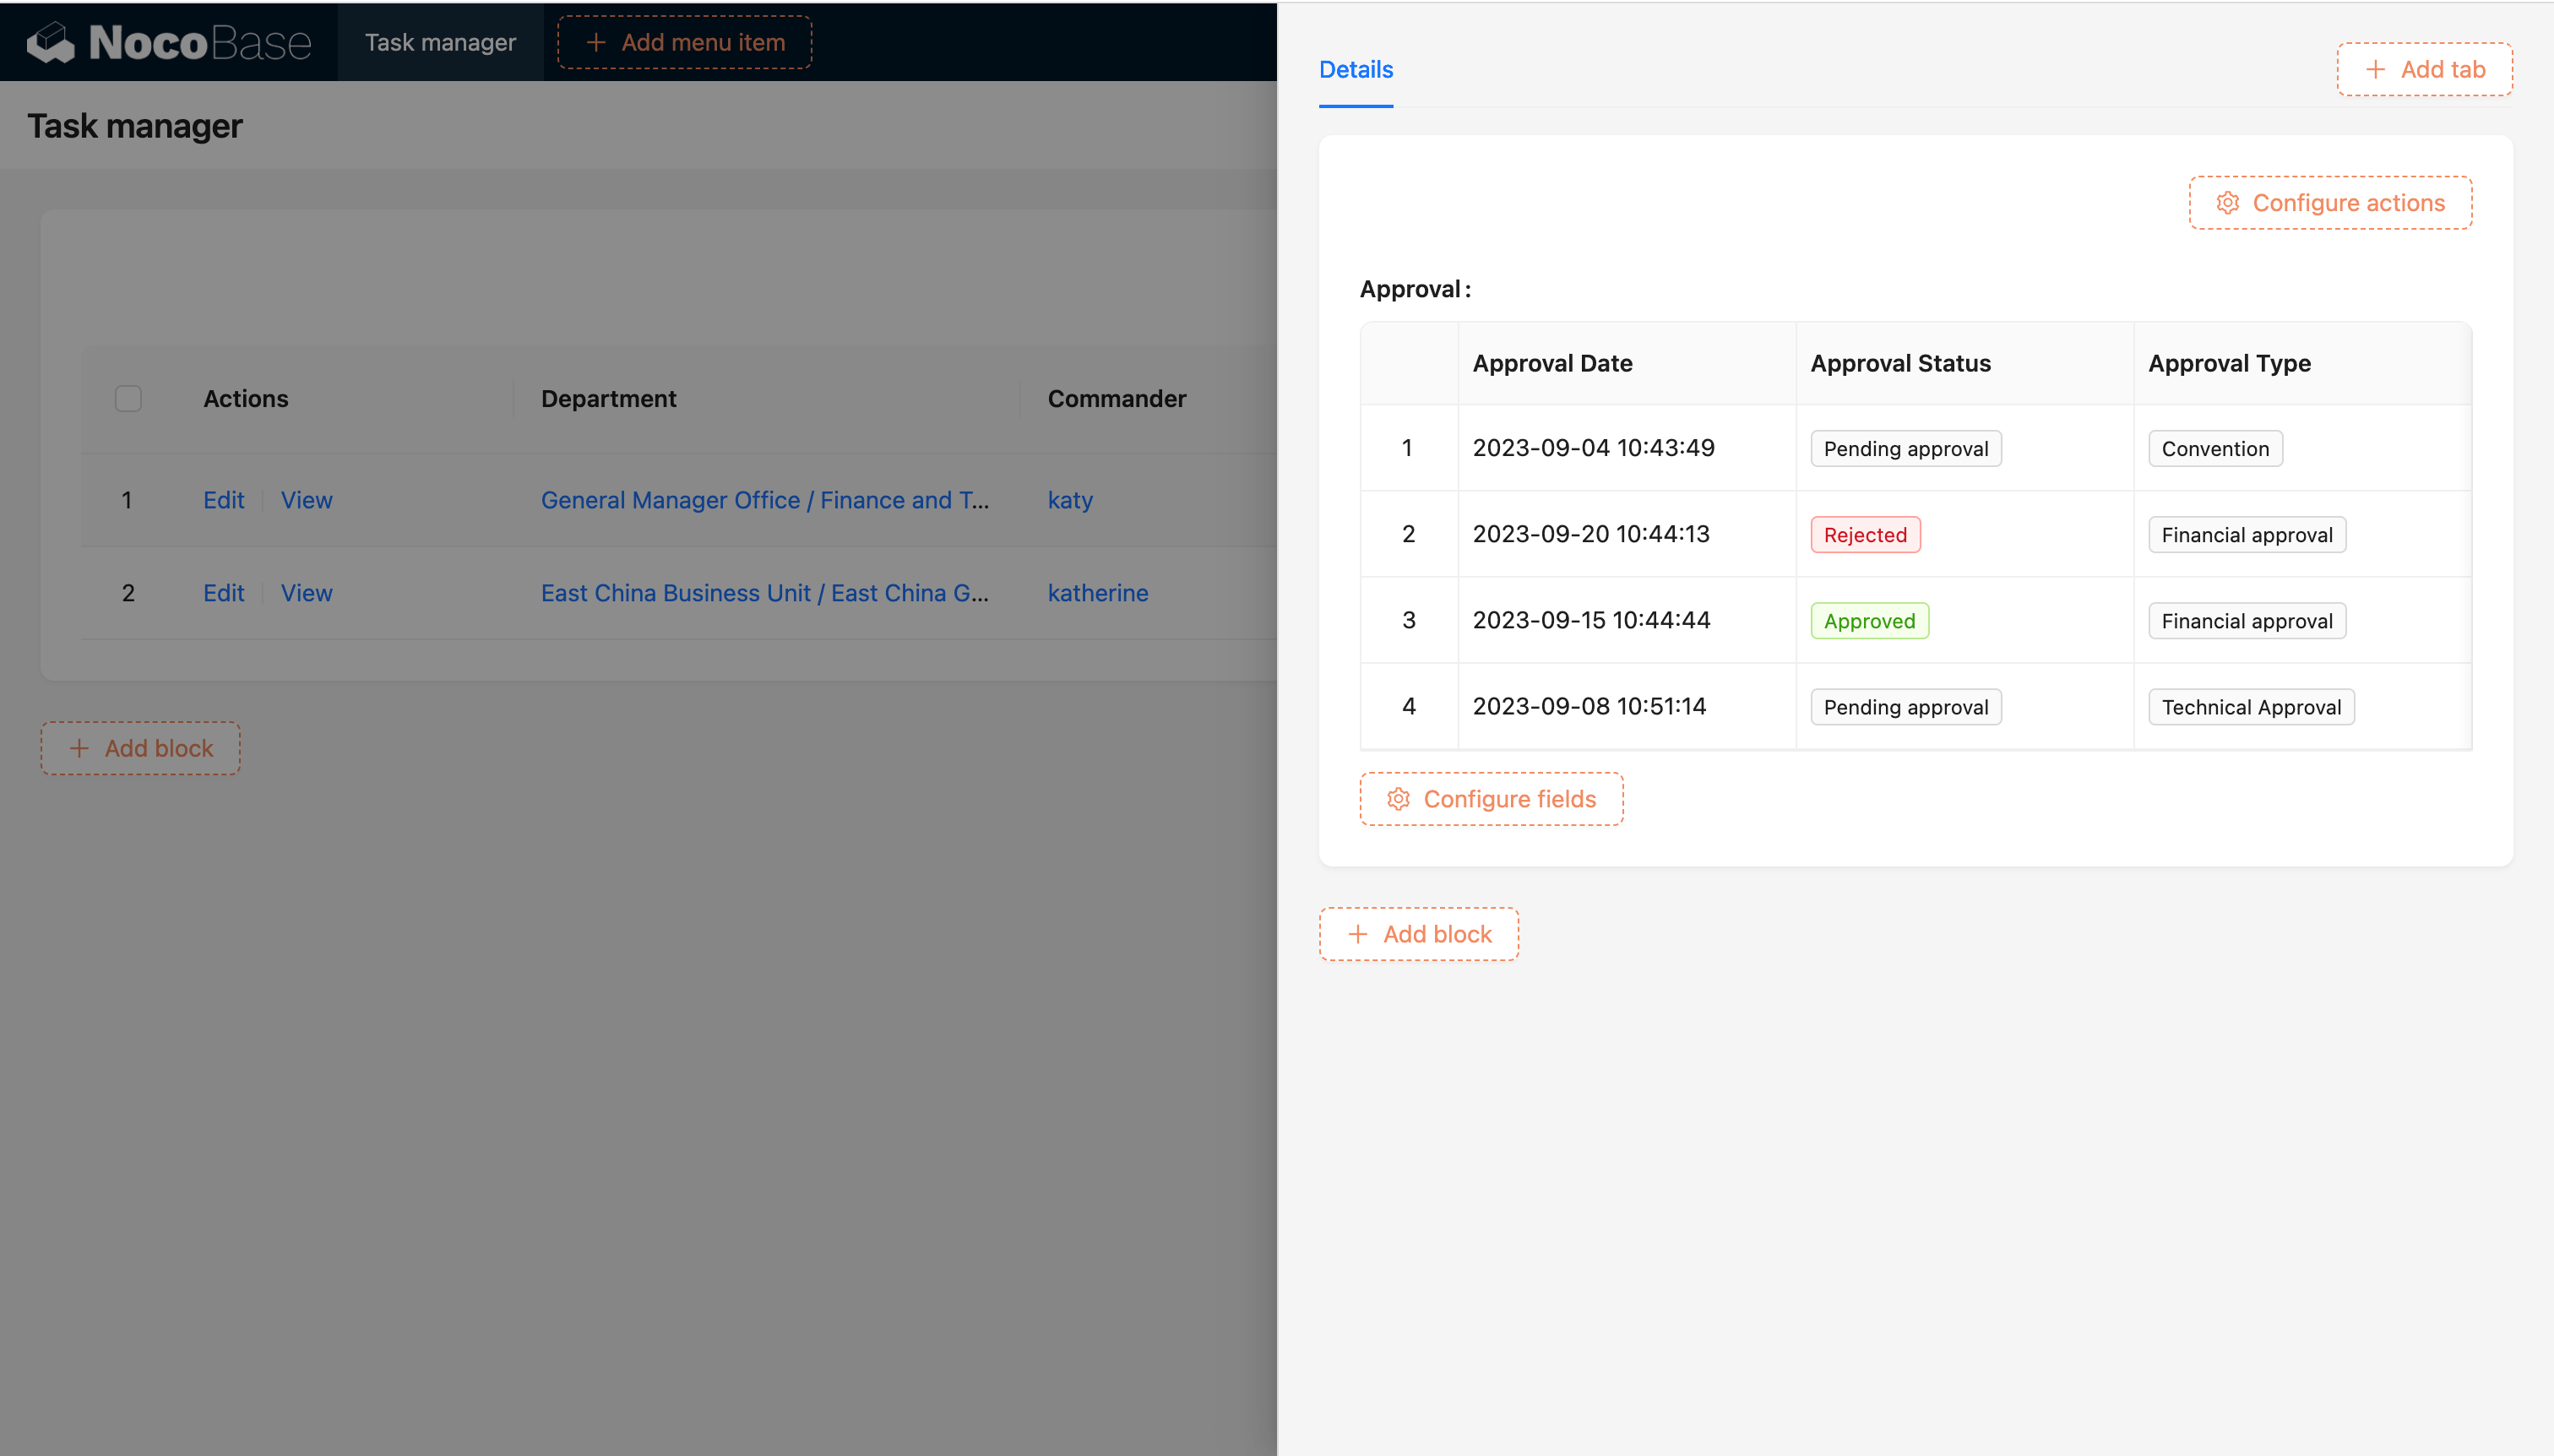 NocoBase Task manager Add menu item
Task manager
Actions Department Commander
1 Edit View General Manager Office / Finance and T... katy
2 Edit View East China Business Unit / East China G... katherine
Add block
Details Add tab
Configure actions
Approval:
Approval Date Approval Status Approval Type
1 2023-09-04 10:43:49 Pending approval Convention
2 2023-09-20 10:44:13 Rejected Financial approval
3 2023-09-15 10:44:44 Approved Financial approval
4 2023-09-08 10:51:14 Pending approval Technical Approval
Configure fields
Add block